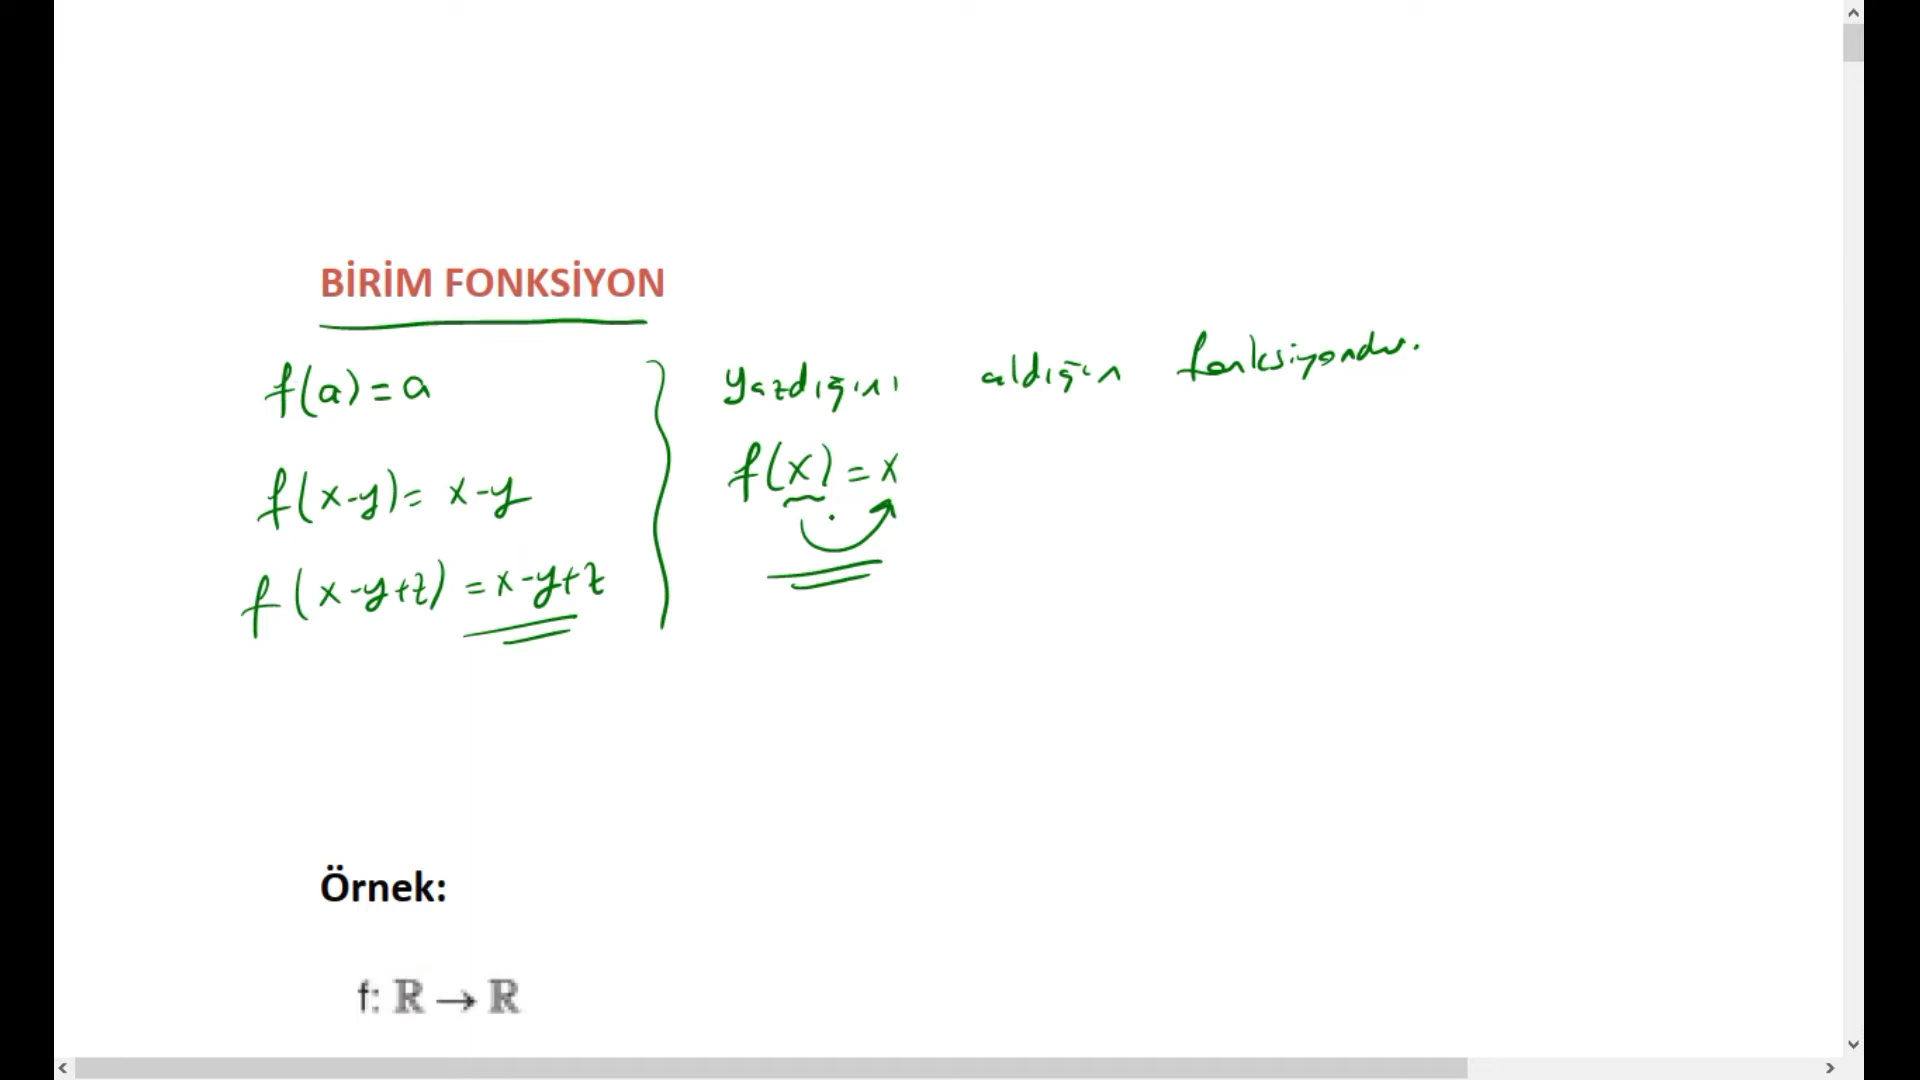 BİRİM FONKSİYON
f(a) = a
f(x-y) = x-y
f(x-y+z) = x-y+z
yazdığını aldığın fonksiyondur.
f(x) = x
Örnek:
f: ℝ → ℝ